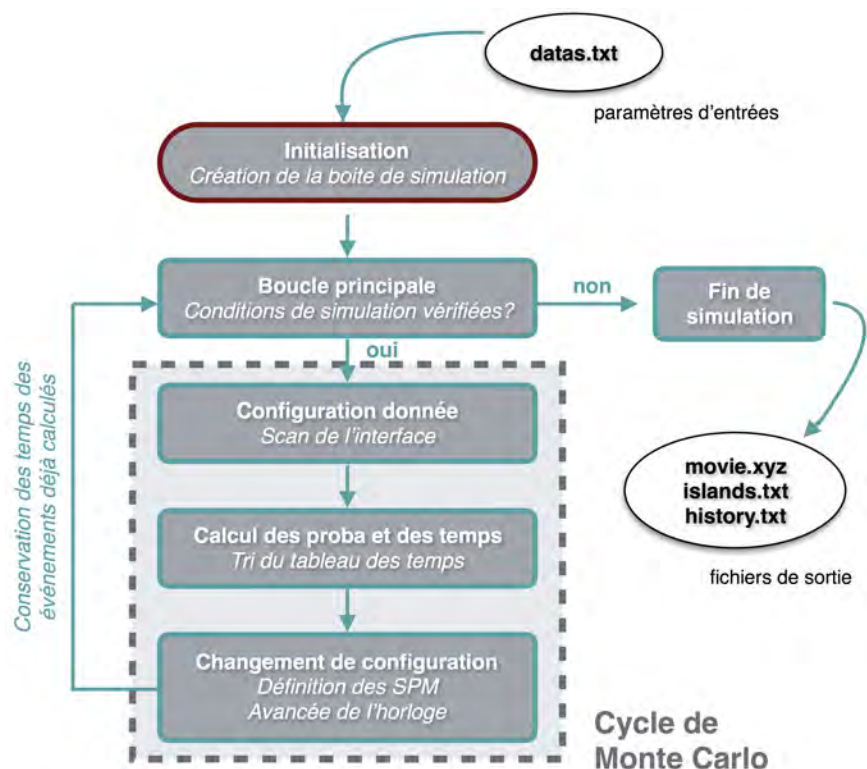 datas.txt
paramètres d'entrées
Initialisation
Création de la boite de simulation
Boucle principale
Conditions de simulation vérifiées?
non
Fin de
simulation
oui
Configuration donnée
Scan de l'interface
movie.xyz
islands.txt
history.txt
fichiers de sortie
Calcul des proba et des temps
Tri du tableau des temps
Conservation des temps des
événements déjà calculés
Changement de configuration
Définition des SPM
Avancée de l'horloge
Cycle de
Monte Carlo